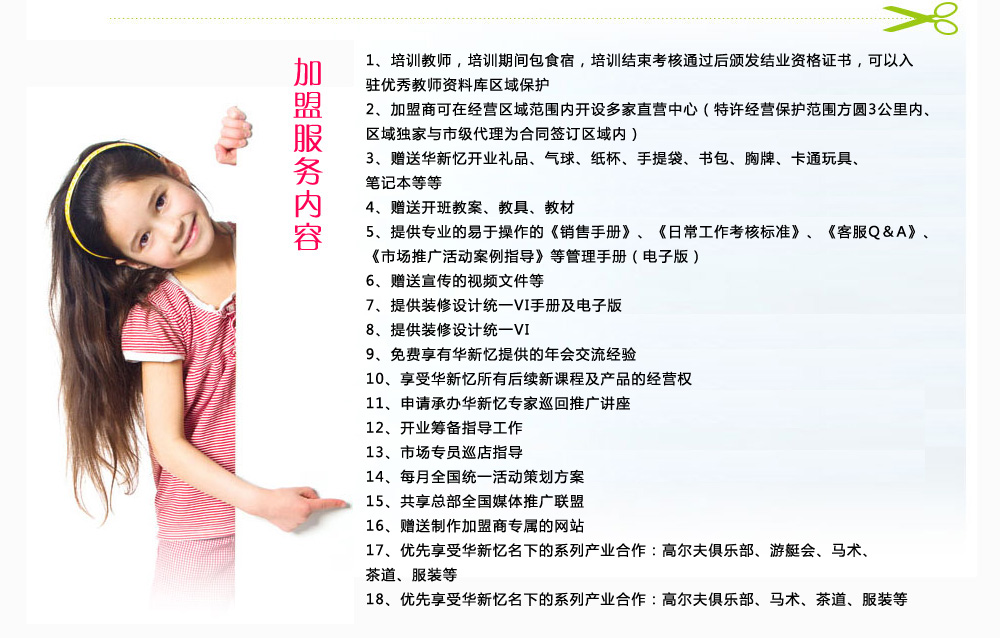 加盟服务内容
1、培训教师，培训期间包食宿，培训结束考核通过后颁发结业资格证书，可以入
驻优秀教师资料库区域保护
2、加盟商可在经营区域范围内开设多家直营中心（特许经营保护范围方圆3公里内、
区域独家与市级代理为合同签订区域内）
3、赠送华新忆开业礼品、气球、纸杯、手提袋、书包、胸牌、卡通玩具、
笔记本等等
4、赠送开班教案、教具、教材
5、提供专业的易于操作的《销售手册》、《日常工作考核标准》、《客服Q＆A》、
《市场推广活动案例指导》等管理手册（电子版）
6、赠送宣传的视频文件等
7、提供装修设计统一VI手册及电子版
8、提供装修设计统一VI
9、免费享有华新忆提供的年会交流经验
10、享受华新忆所有后续新课程及产品的经营权
11、申请承办华新忆专家巡回推广讲座
12、开业筹备指导工作
13、市场专员巡店指导
14、每月全国统一活动策划方案
15、共享总部全国媒体推广联盟
16、赠送制作加盟商专属的网站
17、优先享受华新忆名下的系列产业合作：高尔夫俱乐部、游艇会、马术、
茶道、服装等
18、优先享受华新忆名下的系列产业合作：高尔夫俱乐部、马术、茶道、服装等